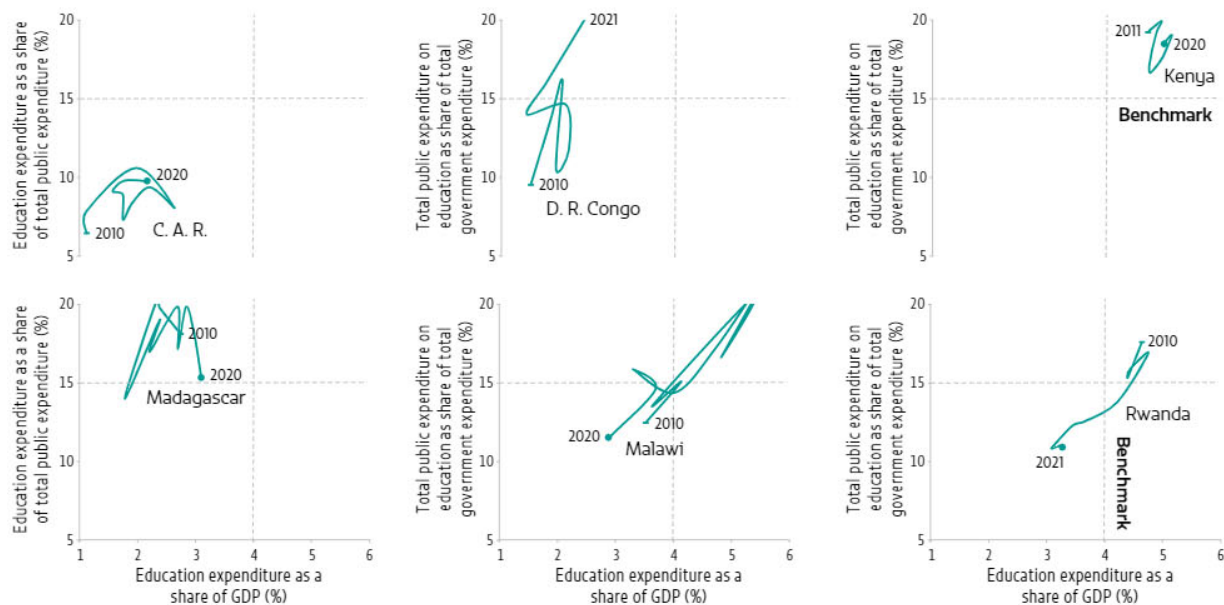 Education expenditure as a share
of total public expenditure (%)
20
15
10
5
2010
2020
C. A. R.
Total public expenditure on
education as share of total
government expenditure (%)
20
15
10
5
2021
2010
D. R. Congo
Total public expenditure on
education as share of total
government expenditure (%)
20
15
10
5
2011
2020
Kenya
Benchmark
Education expenditure as a share
of total public expenditure (%)
20
15
10
5
2010
2020
Madagascar
1 2 3 4 5 6
Education expenditure as a
share of GDP (%)
Total public expenditure on
education as share of total
government expenditure (%)
20
15
10
5
2010
2020
Malawi
1 2 3 4 5 6
Education expenditure as a
share of GDP (%)
Total public expenditure on
education as share of total
government expenditure (%)
20
15
10
5
2010
Rwanda
2021
Benchmark
1 2 3 4 5 6
Education expenditure as a
share of GDP (%)